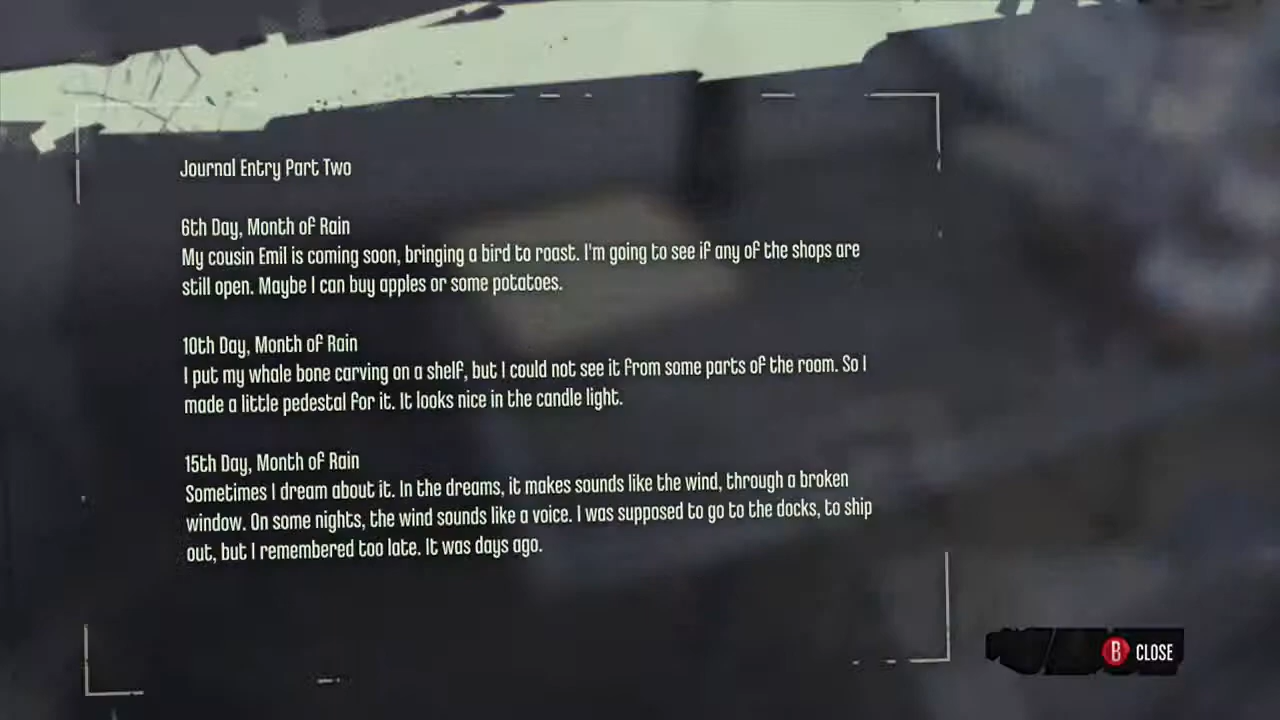 Journal Entry Part Two
6th Day, Month of Rain
My cousin Emil is coming soon, bringing a bird to roast. I'm going to see if any of the shops are
still open. Maybe I can buy apples or some potatoes.
10th Day, Month of Rain
I put my whale bone carving on a shelf, but I could not see it from some parts of the room. So I
made a little pedestal for it. It looks nice in the candle light.
15th Day, Month of Rain
Sometimes I dream about it. In the dreams, it makes sounds like the wind, through a broken
window. On some nights, the wind sounds like a voice. I was supposed to go to the docks, to ship
out, but I remembered too late. It was days ago.
B CLOSE